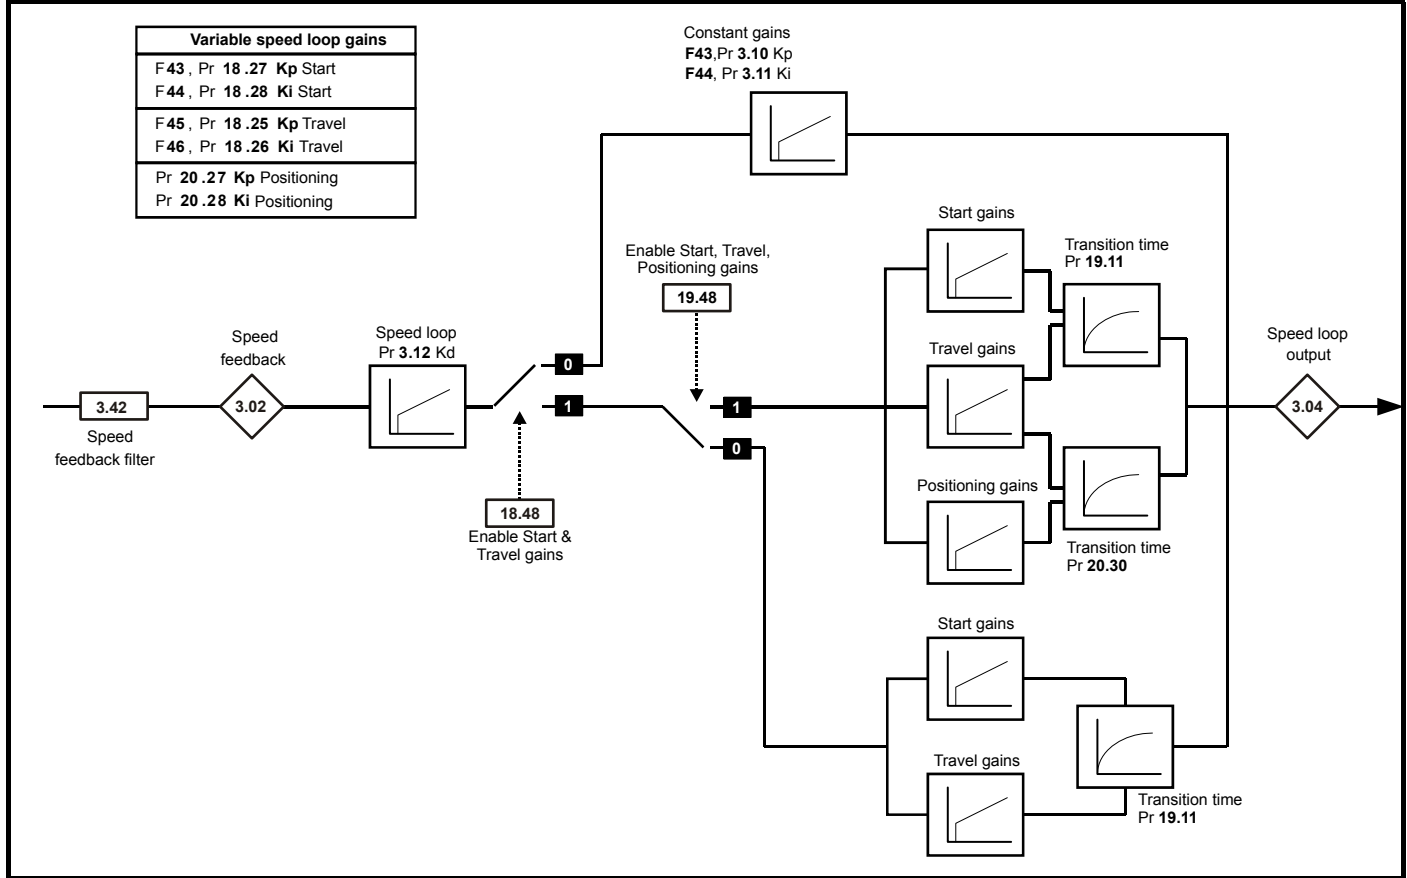 Variable speed loop gains
F43, Pr 18.27 Kp Start
F44, Pr 18.28 Ki Start
F45, Pr 18.25 Kp Travel
F46, Pr 18.26 Ki Travel
Pr 20.27 Kp Positioning
Pr 20.28 Ki Positioning
Constant gains
F43,Pr 3.10 Kp
F44, Pr 3.11 Ki
Enable Start, Travel,
Positioning gains
19.48
Start gains
Transition time
Pr 19.11
Speed
feedback
Speed loop
Pr 3.12 Kd
Travel gains
Speed loop
output
0
3.42
3.02
1
1
3.04
Speed
feedback filter
0
Positioning gains
18.48
Enable Start &
Travel gains
Transition time
Pr 20.30
Start gains
Travel gains
Transition time
Pr 19.11